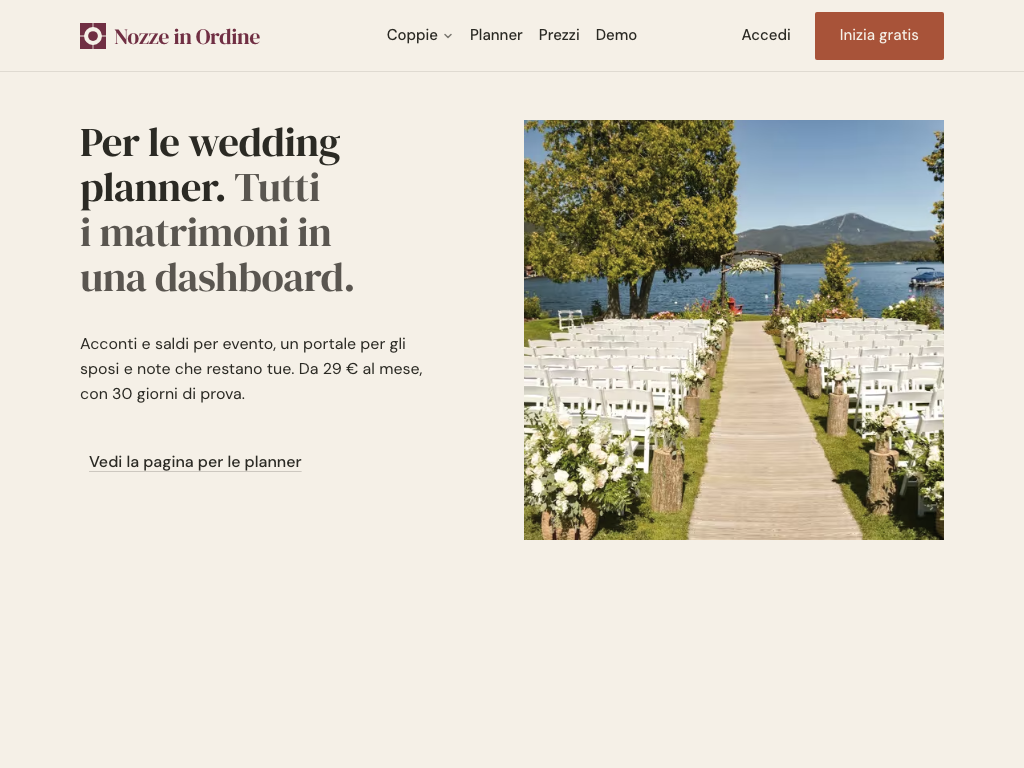 Nozze in Ordine
Coppie
Planner
Prezzi
Demo
Accedi
Inizia gratis
Per le wedding
planner. Tutti
i matrimoni in
una dashboard.
Acconti e saldi per evento, un portale per gli
sposi e note che restano tue. Da 29 € al mese,
con 30 giorni di prova.
Vedi la pagina per le planner